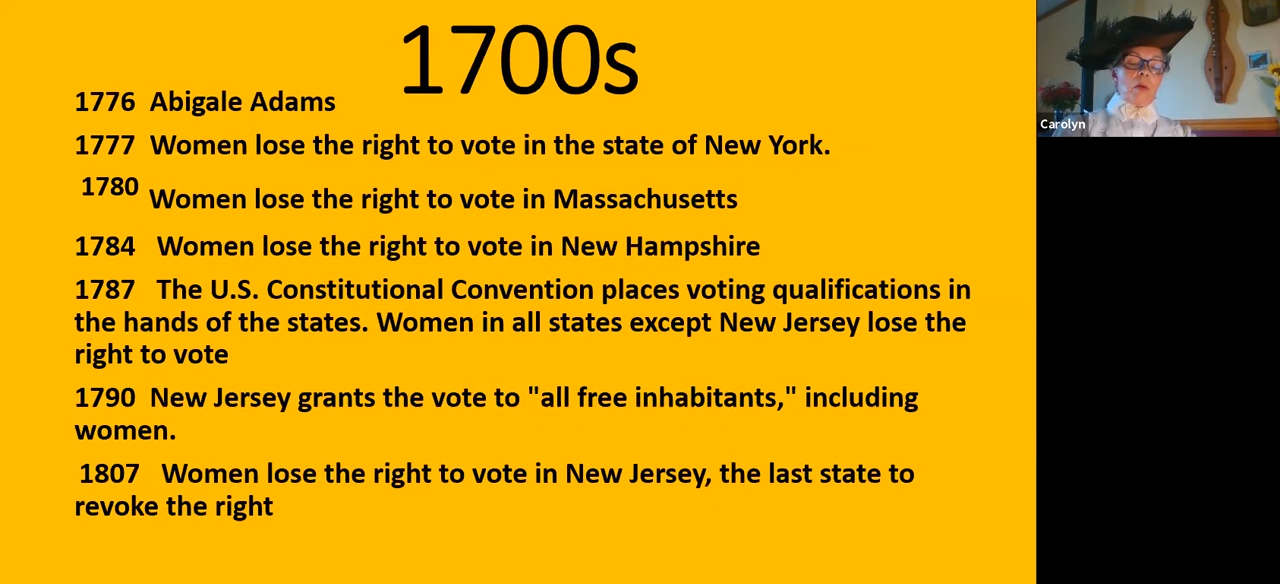 1700s
1776 Abigale Adams
1777 Women lose the right to vote in the state of New York.
1780 Women lose the right to vote in Massachusetts
1784 Women lose the right to vote in New Hampshire
1787 The U.S. Constitutional Convention places voting qualifications in
the hands of the states. Women in all states except New Jersey lose the
right to vote
1790 New Jersey grants the vote to "all free inhabitants," including
women.
1807 Women lose the right to vote in New Jersey, the last state to
revoke the right
Carolyn